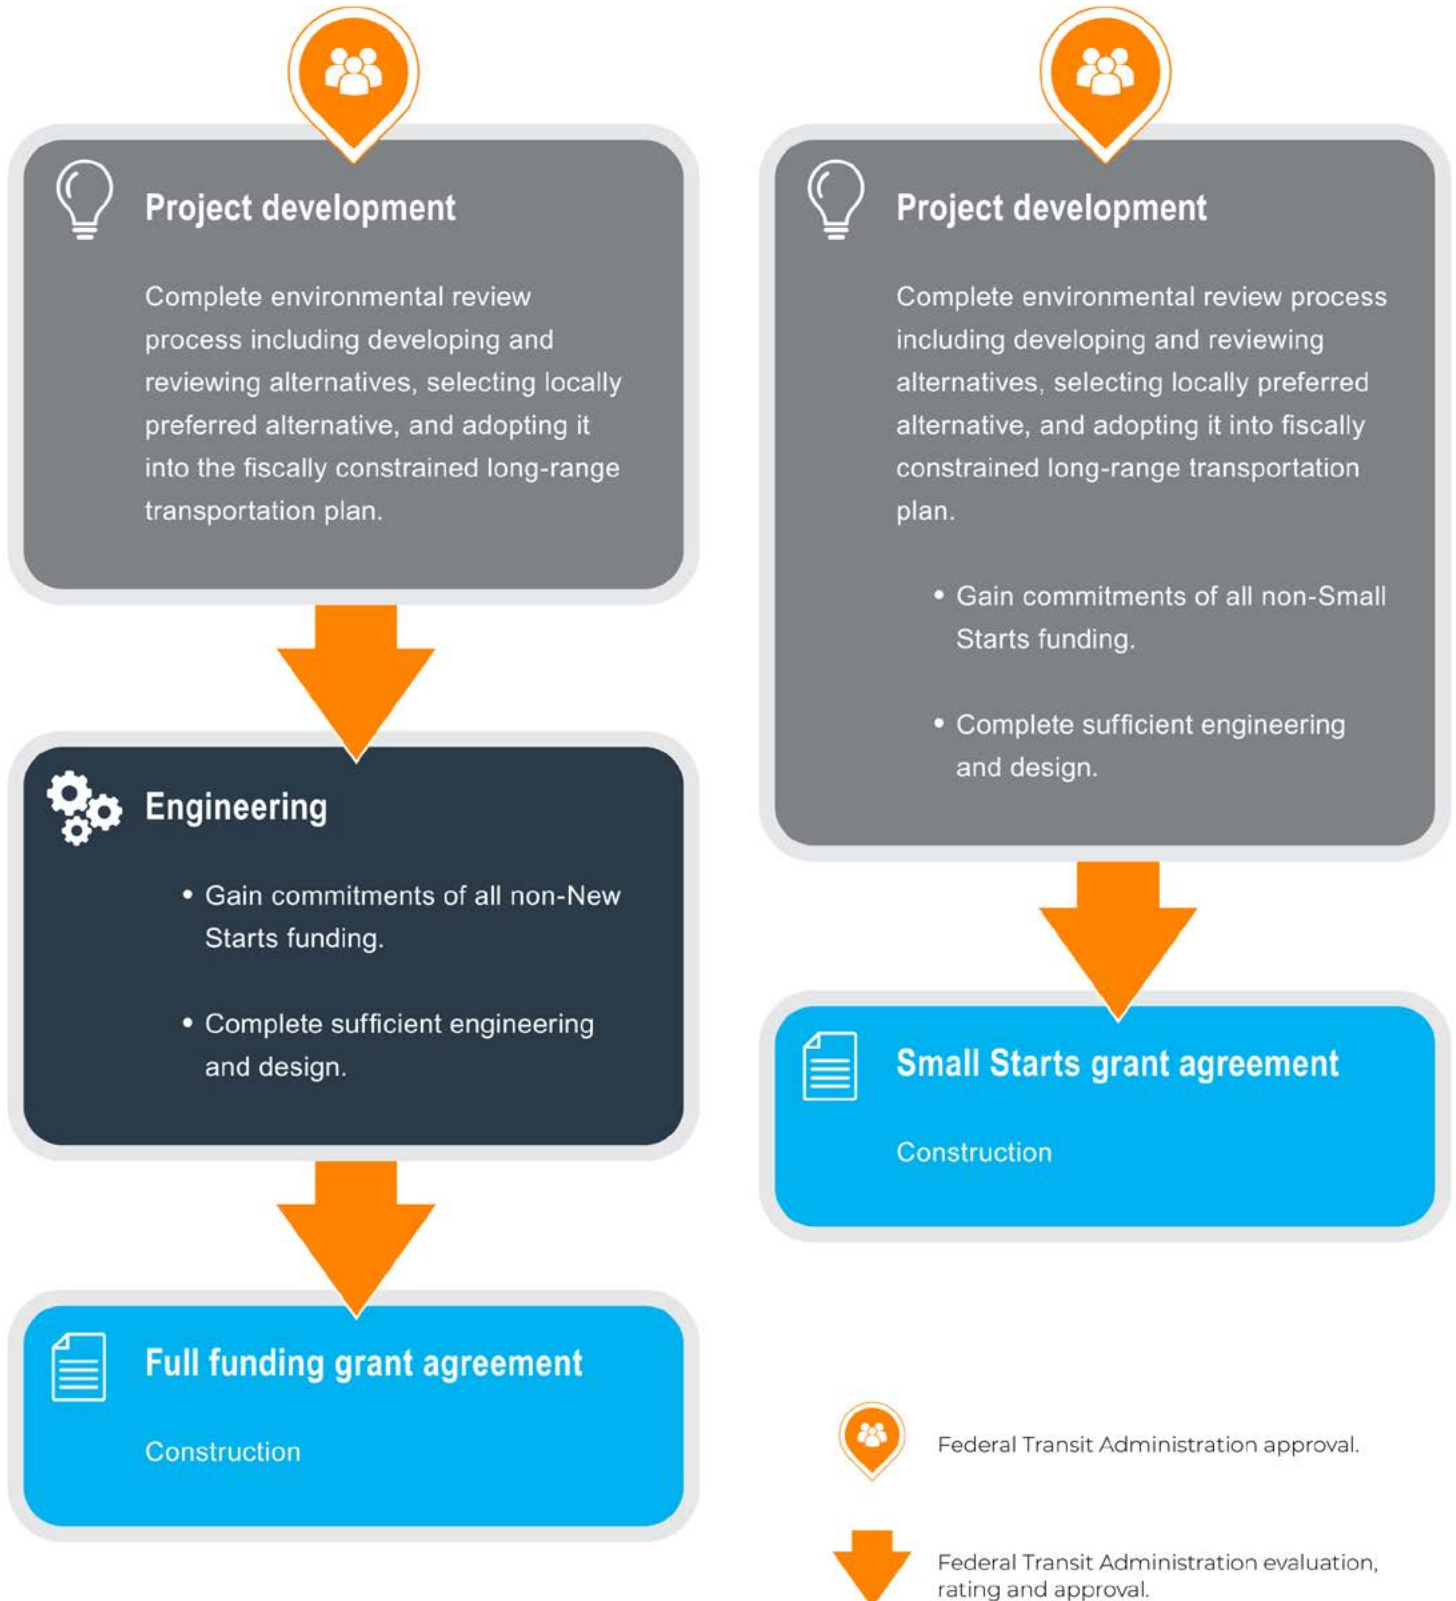 Project development
Complete environmental review
process including developing and
reviewing alternatives, selecting locally
preferred alternative, and adopting it
into the fiscally constrained long-range
transportation plan.
Engineering
• Gain commitments of all non-New
Starts funding.
• Complete sufficient engineering
and design.
Full funding grant agreement
Construction
Project development
Complete environmental review process
including developing and reviewing
alternatives, selecting locally preferred
alternative, and adopting it into fiscally
constrained long-range transportation
plan.
• Gain commitments of all non-Small
Starts funding.
• Complete sufficient engineering
and design.
Small Starts grant agreement
Construction
Federal Transit Administration approval.
Federal Transit Administration evaluation,
rating and approval.